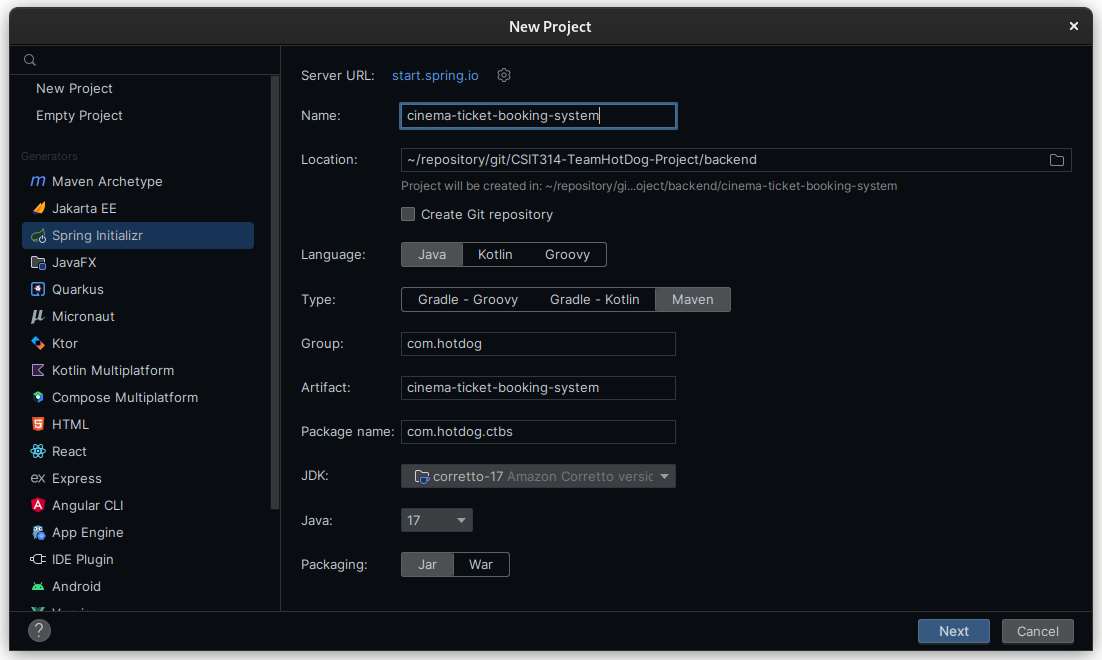 New Project
New Project
Empty Project
Generators
Maven Archetype
Jakarta EE
Spring Initializr
JavaFX
Quarkus
Micronaut
Ktor
Kotlin Multiplatform
Compose Multiplatform
HTML
React
Express
Angular CLI
App Engine
IDE Plugin
Android
Server URL: start.spring.io
Name: cinema-ticket-booking-system
Location: ~/repository/git/CSIT314-TeamHotDog-Project/backend
Project will be created in: ~/repository/gi...oject/backend/cinema-ticket-booking-system
Create Git repository
Language: Java Kotlin Groovy
Type: Gradle - Groovy Gradle - Kotlin Maven
Group: com.hotdog
Artifact: cinema-ticket-booking-system
Package name: com.hotdog.ctbs
JDK: corretto-17 Amazon Corretto versic
Java: 17
Packaging: Jar War
? Next Cancel